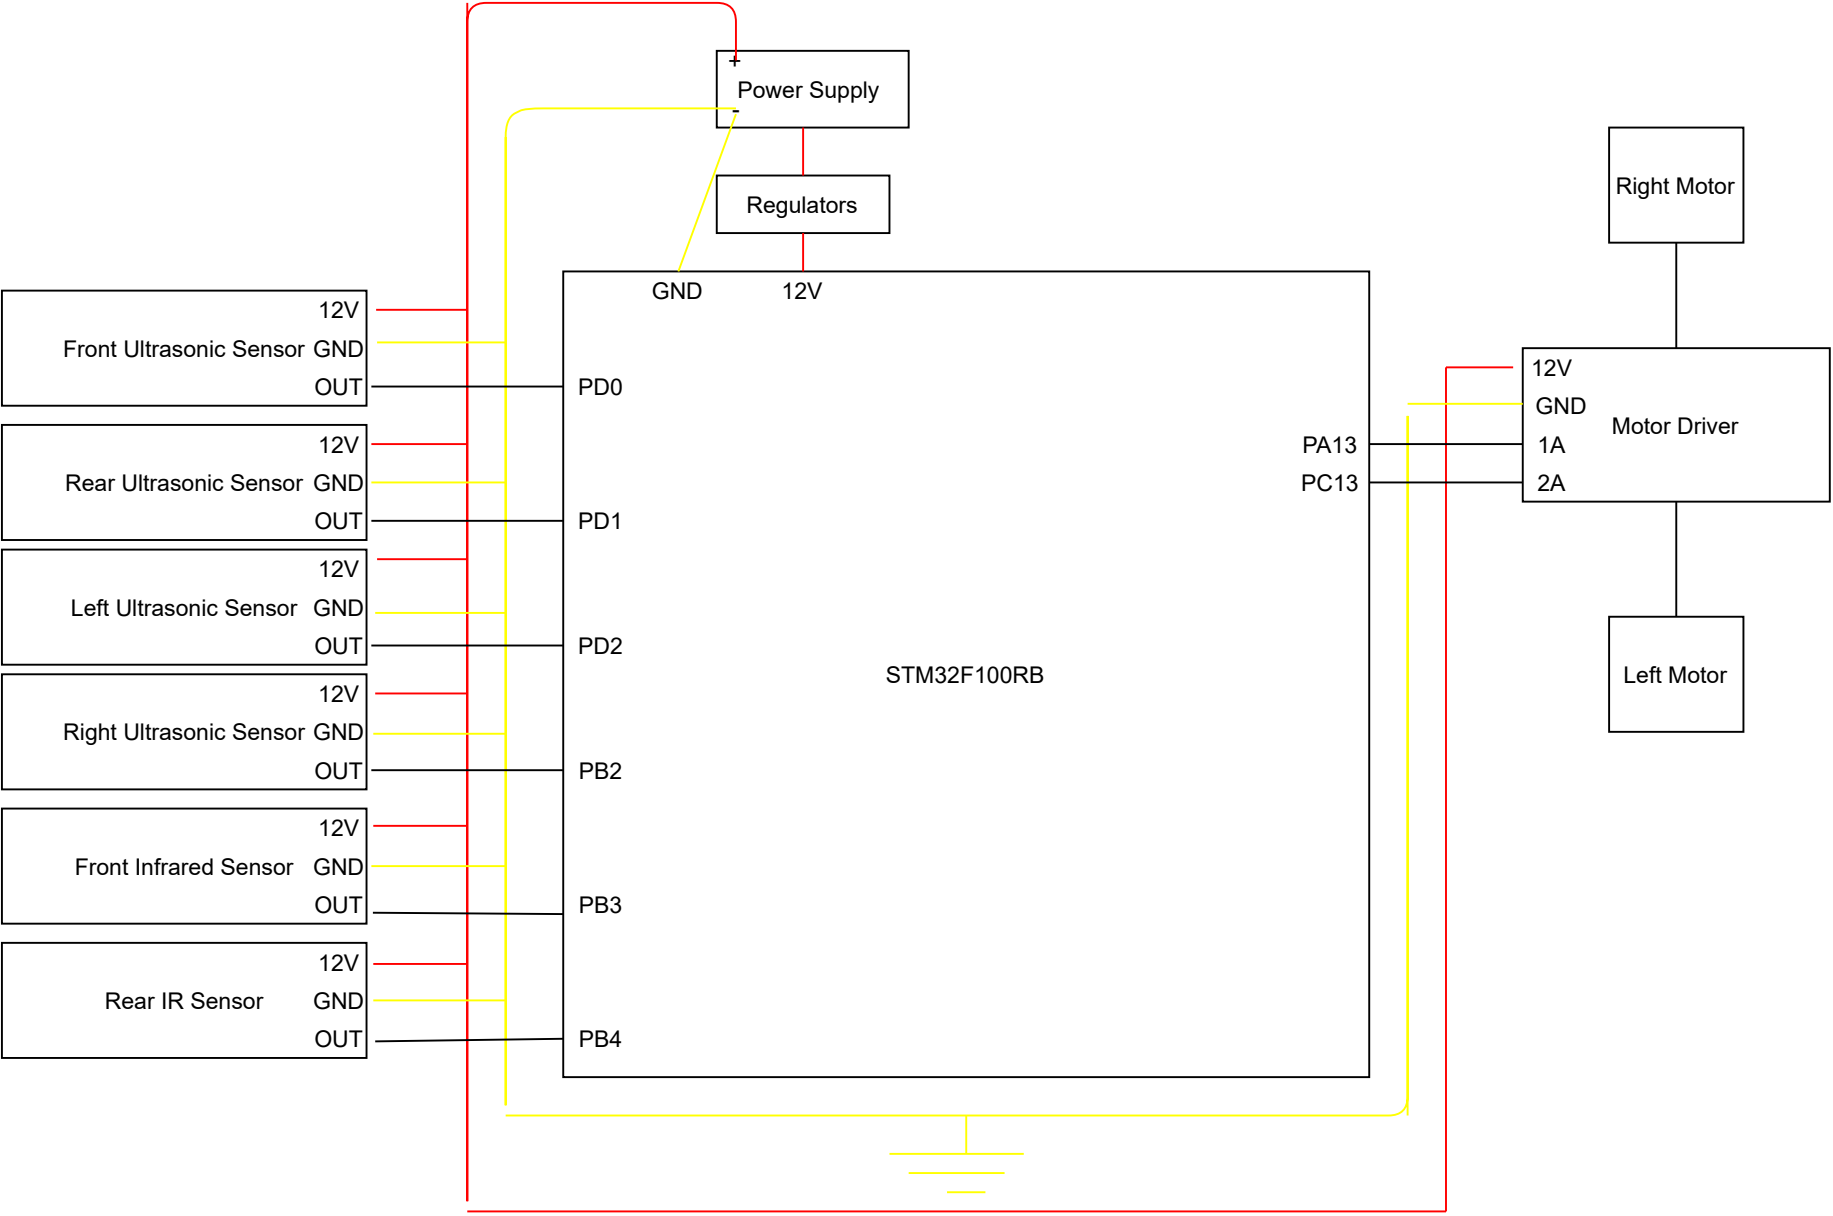 +
Power Supply
-
Regulators
GND
12V
12V
Front Ultrasonic Sensor
GND
OUT
12V
Rear Ultrasonic Sensor
GND
OUT
12V
Left Ultrasonic Sensor
GND
OUT
12V
Right Ultrasonic Sensor
GND
OUT
12V
Front Infrared Sensor
GND
OUT
12V
Rear IR Sensor
GND
OUT
PD0
PD1
PD2
PB2
PB3
PB4
STM32F100RB
PA13
PC13
Right Motor
12V
GND
Motor Driver
1A
2A
Left Motor